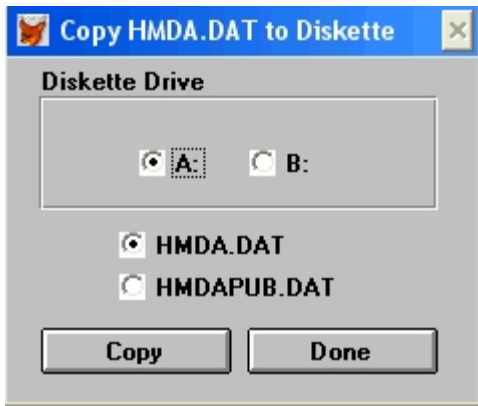 Copy HMDA.DAT to Diskette
Diskette Drive
A: B:
HMDA.DAT
HMDAPUB.DAT
Copy Done